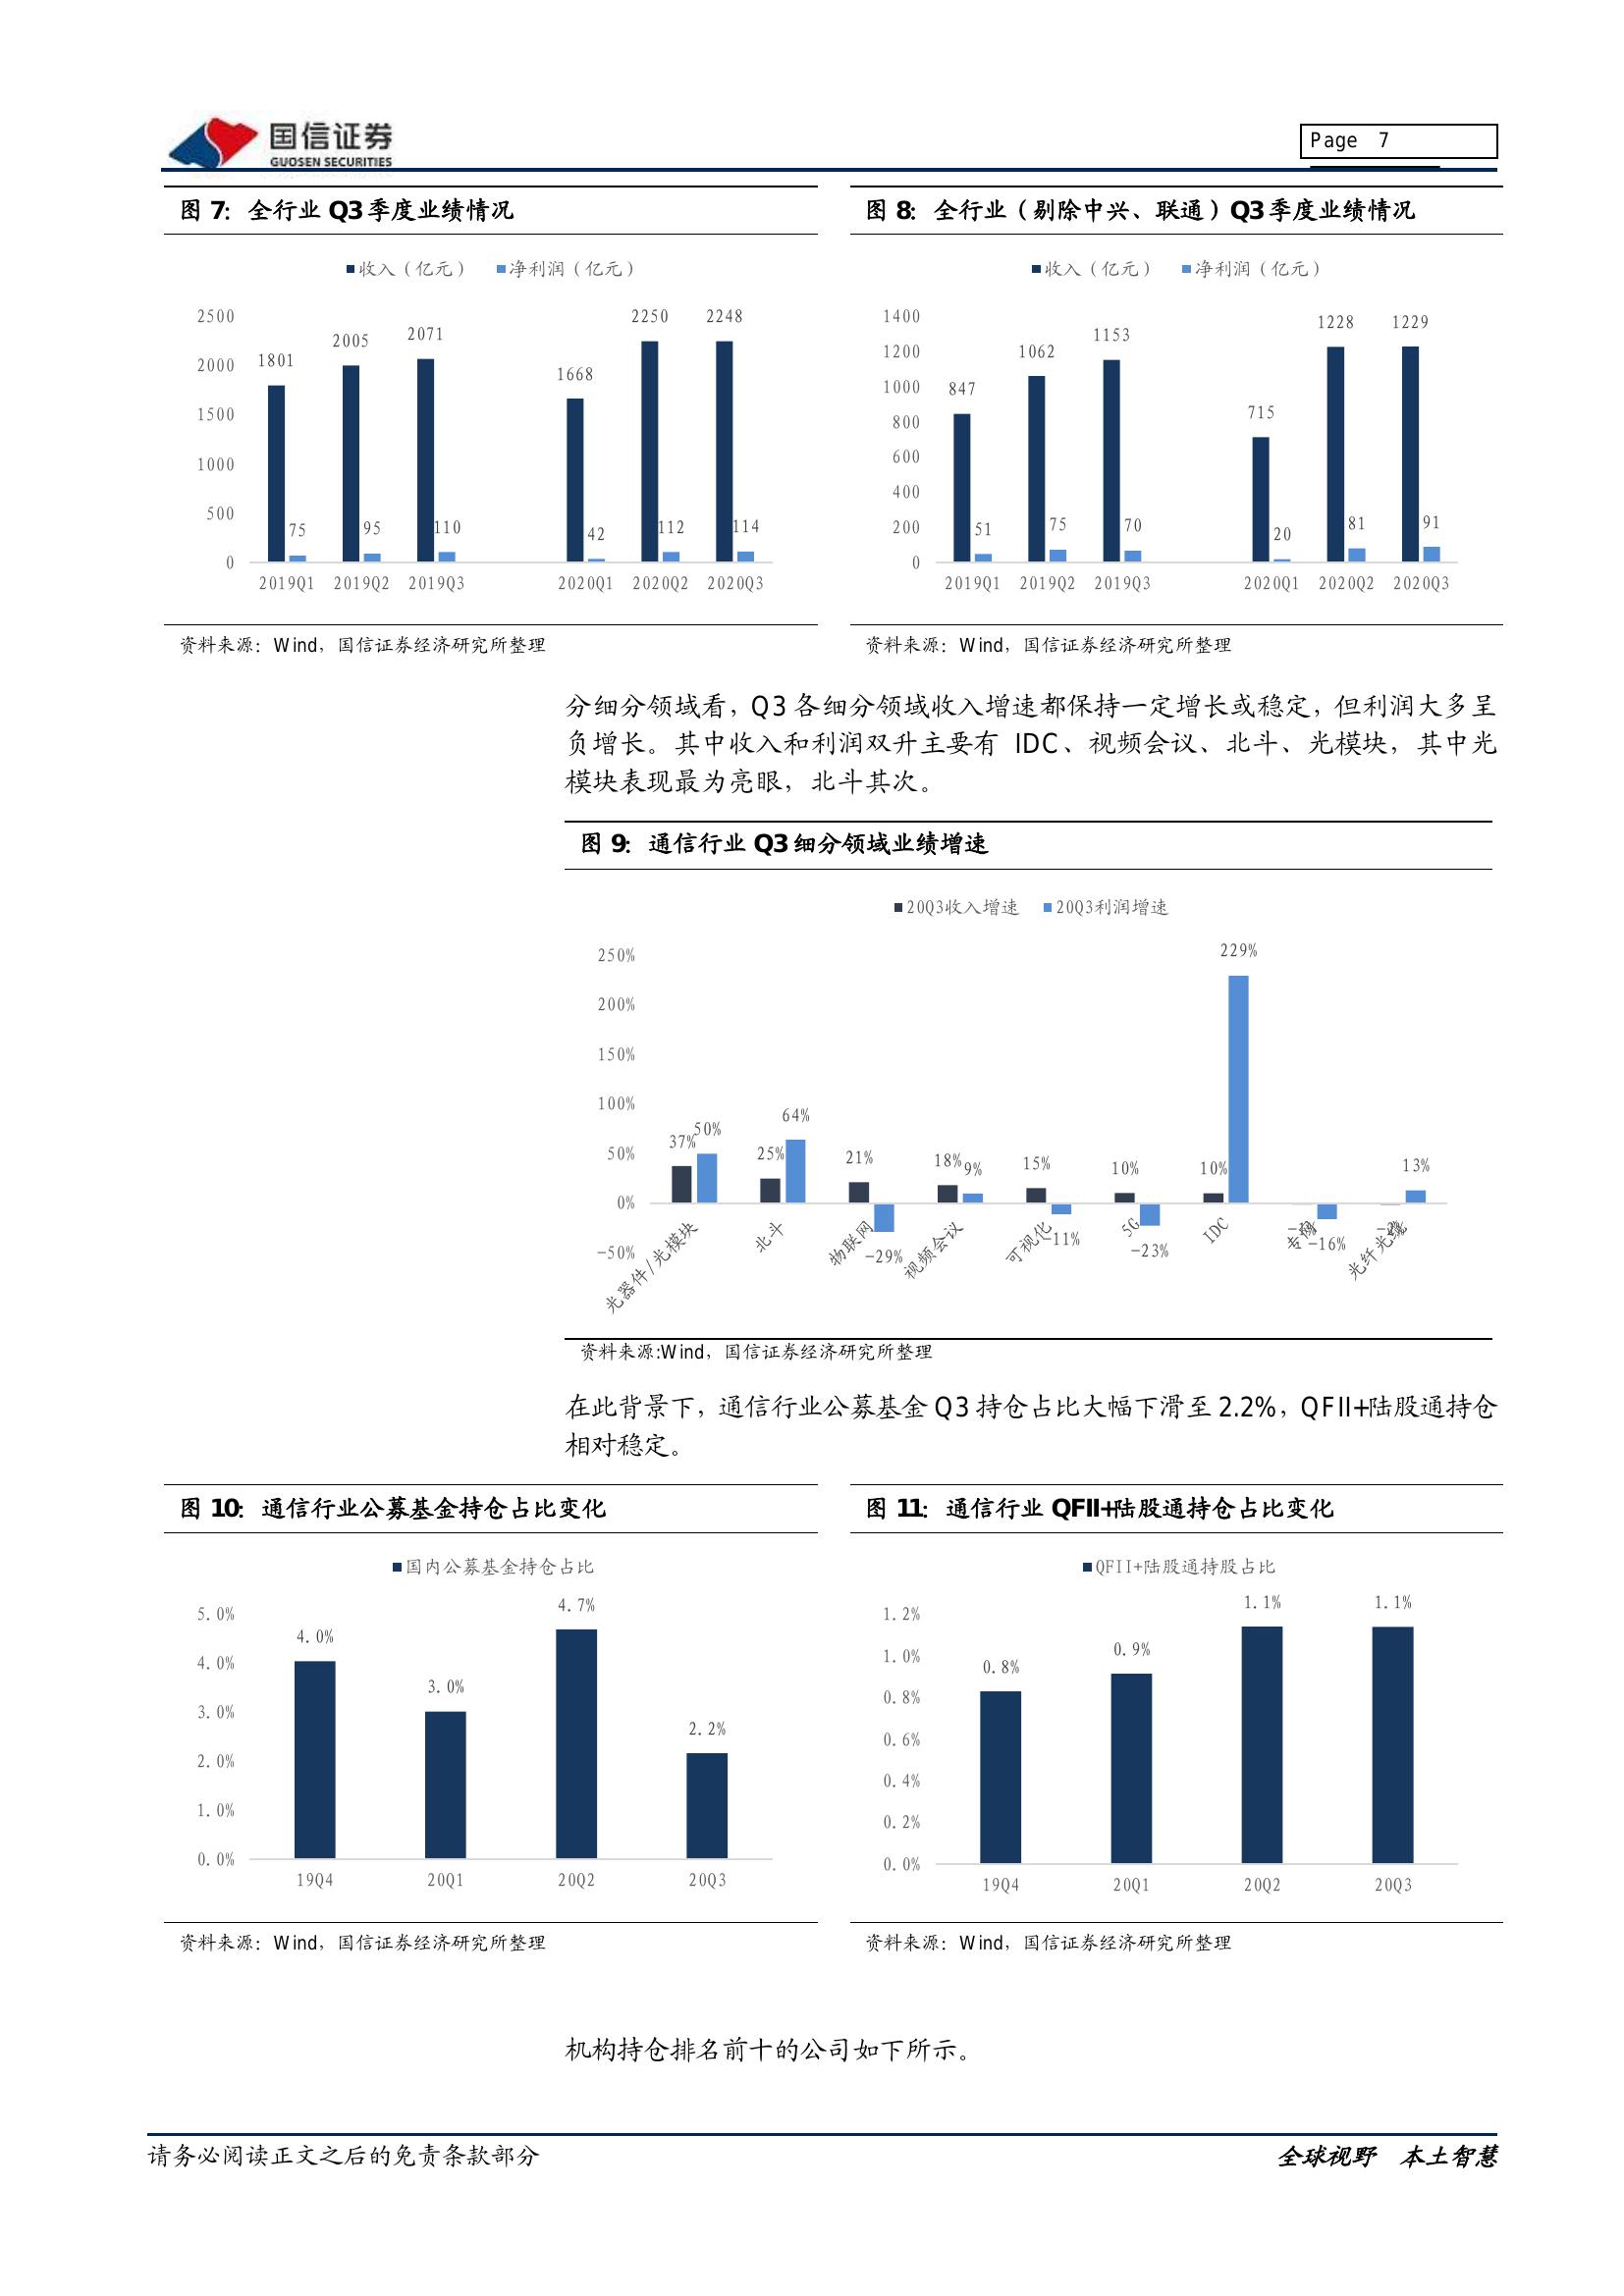 国信证券
GUOSEN SECURITIES
Page 7
图 7：全行业 Q3 季度业绩情况
收入（亿元） 净利润（亿元）
2500
2000
1500
1000
500
0
1801 2005 2071 1668 2250 2248
75 95 110 42 112 114
2019Q1 2019Q2 2019Q3 2020Q1 2020Q2 2020Q3
资料来源：Wind，国信证券经济研究所整理
图 8：全行业（剔除中兴、联通）Q3 季度业绩情况
收入（亿元） 净利润（亿元）
1400
1200
1000
800
600
400
200
0
847 1062 1153 715 1228 1229
51 75 70 20 81 91
2019Q1 2019Q2 2019Q3 2020Q1 2020Q2 2020Q3
资料来源：Wind，国信证券经济研究所整理
分细分领域看，Q3 各细分领域收入增速都保持一定增长或稳定，但利润大多呈
负增长。其中收入和利润双升主要有 IDC、视频会议、北斗、光模块，其中光
模块表现最为亮眼，北斗其次。
图 9：通信行业 Q3 细分领域业绩增速
20Q3收入增速 20Q3利润增速
250%
200%
150%
100%
50%
0%
-50%
37% 25% 21% 18% 15% 10% 10%
50% 64% -29% 9% -11% -23% 229% -16% 13%
光器件/光模块 北斗 物联网 视频会议 可视化 5G IDC 专网 光纤光缆
资料来源:Wind，国信证券经济研究所整理
在此背景下，通信行业公募基金 Q3 持仓占比大幅下滑至 2.2%，QFII+陆股通持仓
相对稳定。
图 10：通信行业公募基金持仓占比变化
国内公募基金持仓占比
5.0%
4.0%
3.0%
2.0%
1.0%
0.0%
4.0% 3.0% 4.7% 2.2%
19Q4 20Q1 20Q2 20Q3
资料来源：Wind，国信证券经济研究所整理
图 11：通信行业 QFII+陆股通持仓占比变化
QFII+陆股通持股占比
1.2%
1.0%
0.8%
0.6%
0.4%
0.2%
0.0%
0.8% 0.9% 1.1% 1.1%
19Q4 20Q1 20Q2 20Q3
资料来源：Wind，国信证券经济研究所整理
机构持仓排名前十的公司如下所示。
请务必阅读正文之后的免责条款部分
全球视野 本土智慧